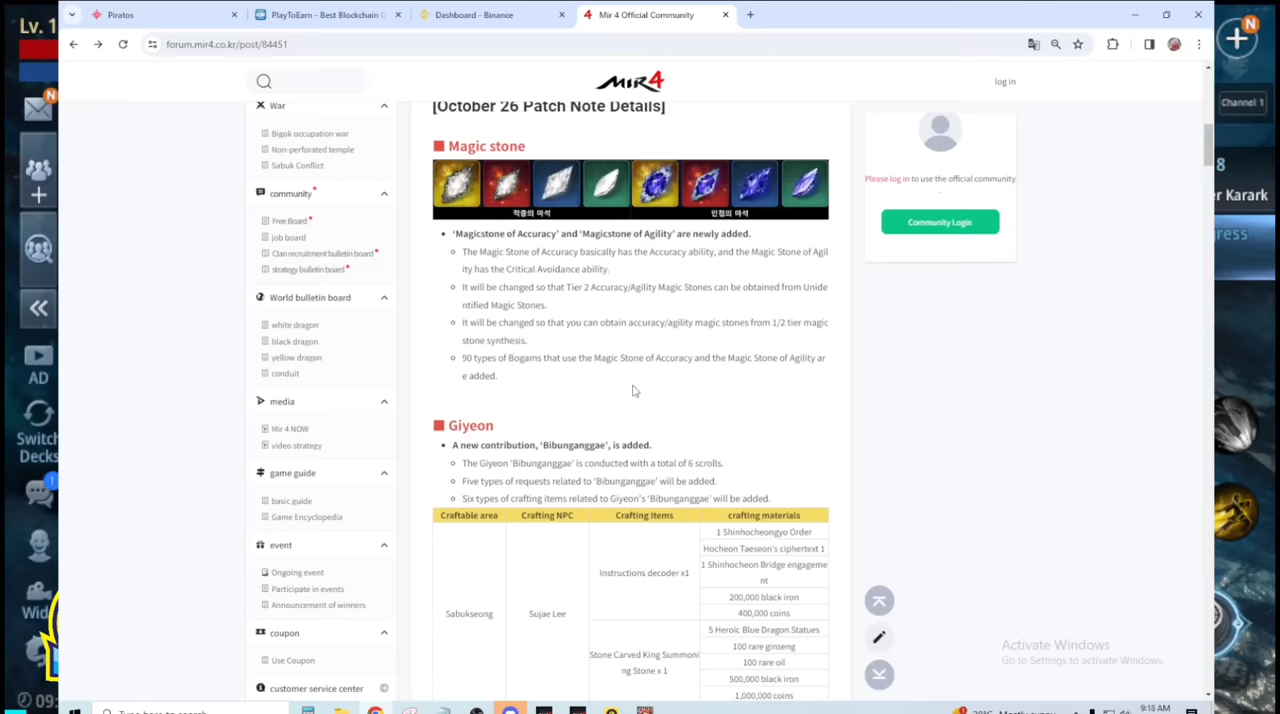 Piratos
PlayToEarn - Best Blockchain G
Dashboard - Binance
Mir 4 Official Community
forum.mir4.co.kr/post/84451
Lv. 1
N
N
Channel 1
8
er Karark
ress
AD
Switch
Decks
1
Wid
09:
MIR4
log in
War
Bigok occupation war
Non-perforated temple
Sabuk Conflict
community
Free Board
job board
Clan recruitment bulletin board
strategy bulletin board
World bulletin board
white dragon
black dragon
yellow dragon
conduit
media
Mir 4 NOW
video strategy
game guide
basic guide
Game Encyclopedia
event
Ongoing event
Participate in events
Announcement of winners
coupon
Use Coupon
customer service center
[October 26 Patch Note Details]
Magic stone
적중의 마석 민첩의 마석
‘Magicstone of Accuracy’ and ‘Magicstone of Agility’ are newly added.
The Magic Stone of Accuracy basically has the Accuracy ability, and the Magic Stone of Agil
ity has the Critical Avoidance ability.
It will be changed so that Tier 2 Accuracy/Agility Magic Stones can be obtained from Unide
ntified Magic Stones.
It will be changed so that you can obtain accuracy/agility magic stones from 1/2 tier magic
stone synthesis.
90 types of Bogams that use the Magic Stone of Accuracy and the Magic Stone of Agility ar
e added.
Giyeon
A new contribution, ‘Bibunganggae’, is added.
The Giyeon ‘Bibunganggae’ is conducted with a total of 6 scrolls.
Five types of requests related to ‘Bibunganggae’ will be added.
Six types of crafting items related to Giyeon's ‘Bibunganggae’ will be added.
Craftable area Crafting NPC Crafting Items crafting materials
Sabukseong
Sujae Lee
Instructions decoder x1
1 Shinhocheongyo Order
Hocheon Taeseon's ciphertext 1
1 Shinhocheon Bridge engageme
nt
200,000 black iron
400,000 coins
Stone Carved King Summoni
ng Stone x 1
5 Heroic Blue Dragon Statues
100 rare ginseng
100 rare oil
500,000 black iron
1,000,000 coins
Please log in to use the official community
.
Community Login
Activate Windows
Go to Settings to activate Windows.
Type here to search
Mostly sunny
9:18 AM